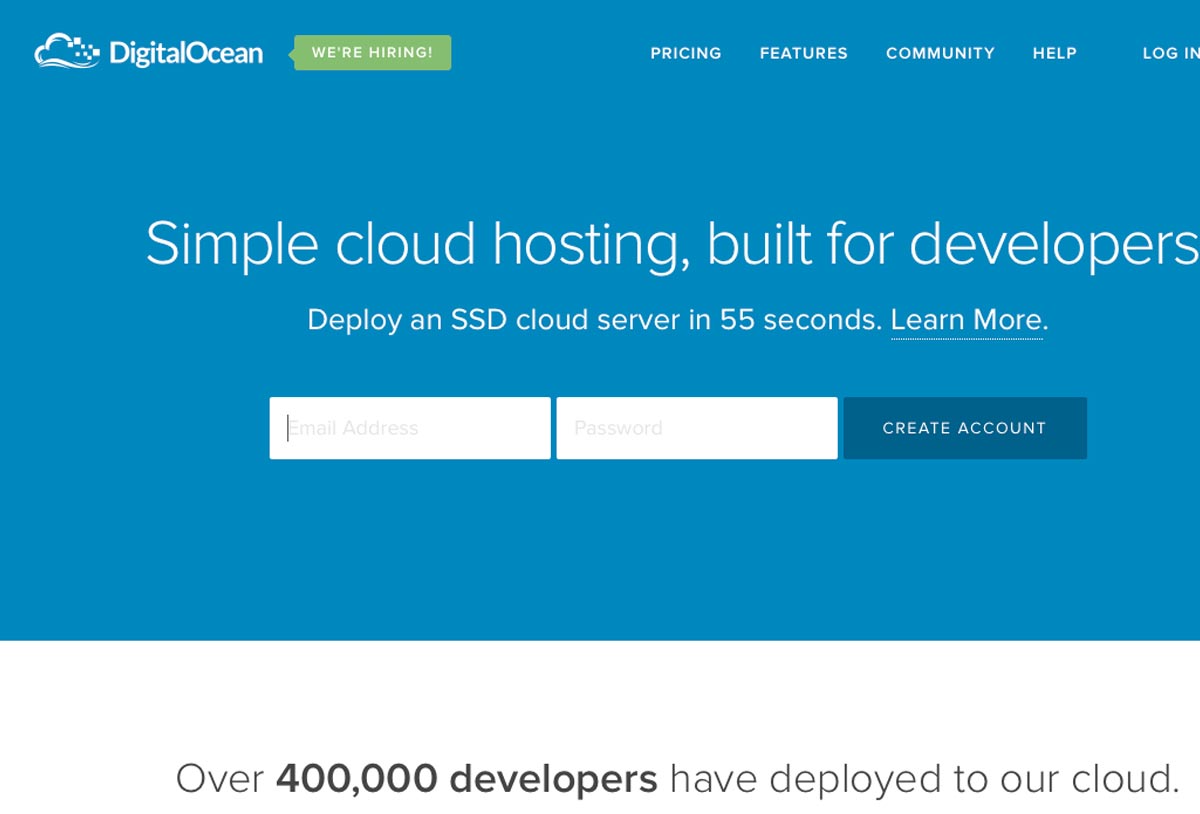 DigitalOcean
WE'RE HIRING!
PRICING
FEATURES
COMMUNITY
HELP
LOG IN
Simple cloud hosting, built for developers
Deploy an SSD cloud server in 55 seconds. Learn More.
Email Address
Password
CREATE ACCOUNT
Over 400,000 developers have deployed to our cloud.